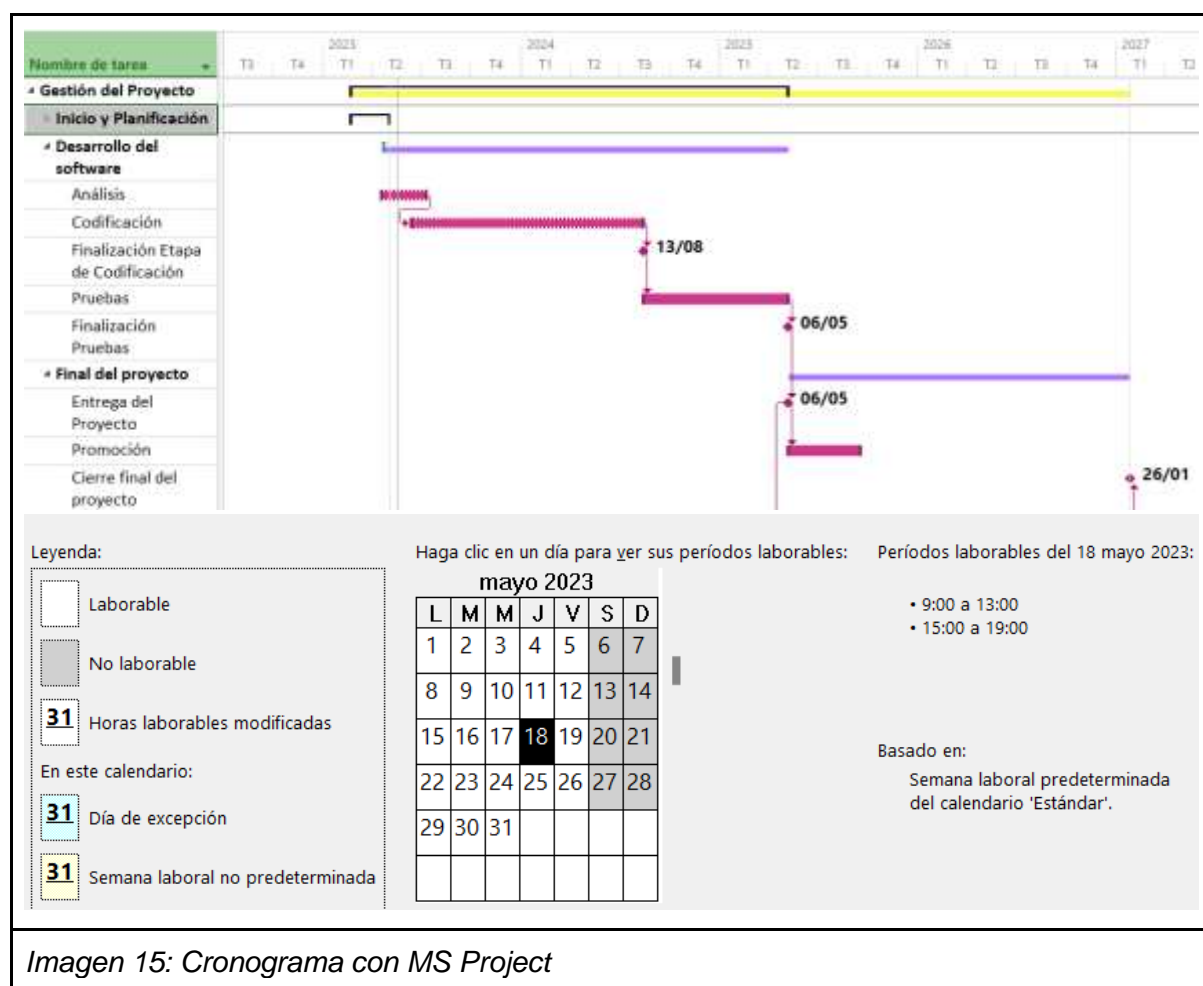 2023 2024 2025 2026 2027
Nombre de tarea T3 T4 T1 T2 T3 T4 T1 T2 T3 T4 T1 T2 T3 T4 T1 T2 T3 T4 T1 T2
Gestión del Proyecto
Inicio y Planificación
Desarrollo del
software
Análisis
Codificación
Finalización Etapa
de Codificación
13/08
Pruebas
Finalización
Pruebas
06/05
Final del proyecto
Entrega del
Proyecto
06/05
Promoción
Cierre final del
proyecto
26/01
Leyenda:
Laborable
No laborable
31 Horas laborables modificadas
En este calendario:
31 Día de excepción
31 Semana laboral no predeterminada
Haga clic en un día para ver sus períodos laborables:
mayo 2023
L M M J V S D
1 2 3 4 5 6 7
8 9 10 11 12 13 14
15 16 17 18 19 20 21
22 23 24 25 26 27 28
29 30 31
Períodos laborables del 18 mayo 2023:
• 9:00 a 13:00
• 15:00 a 19:00
Basado en:
Semana laboral predeterminada
del calendario 'Estándar'.
Imagen 15: Cronograma con MS Project